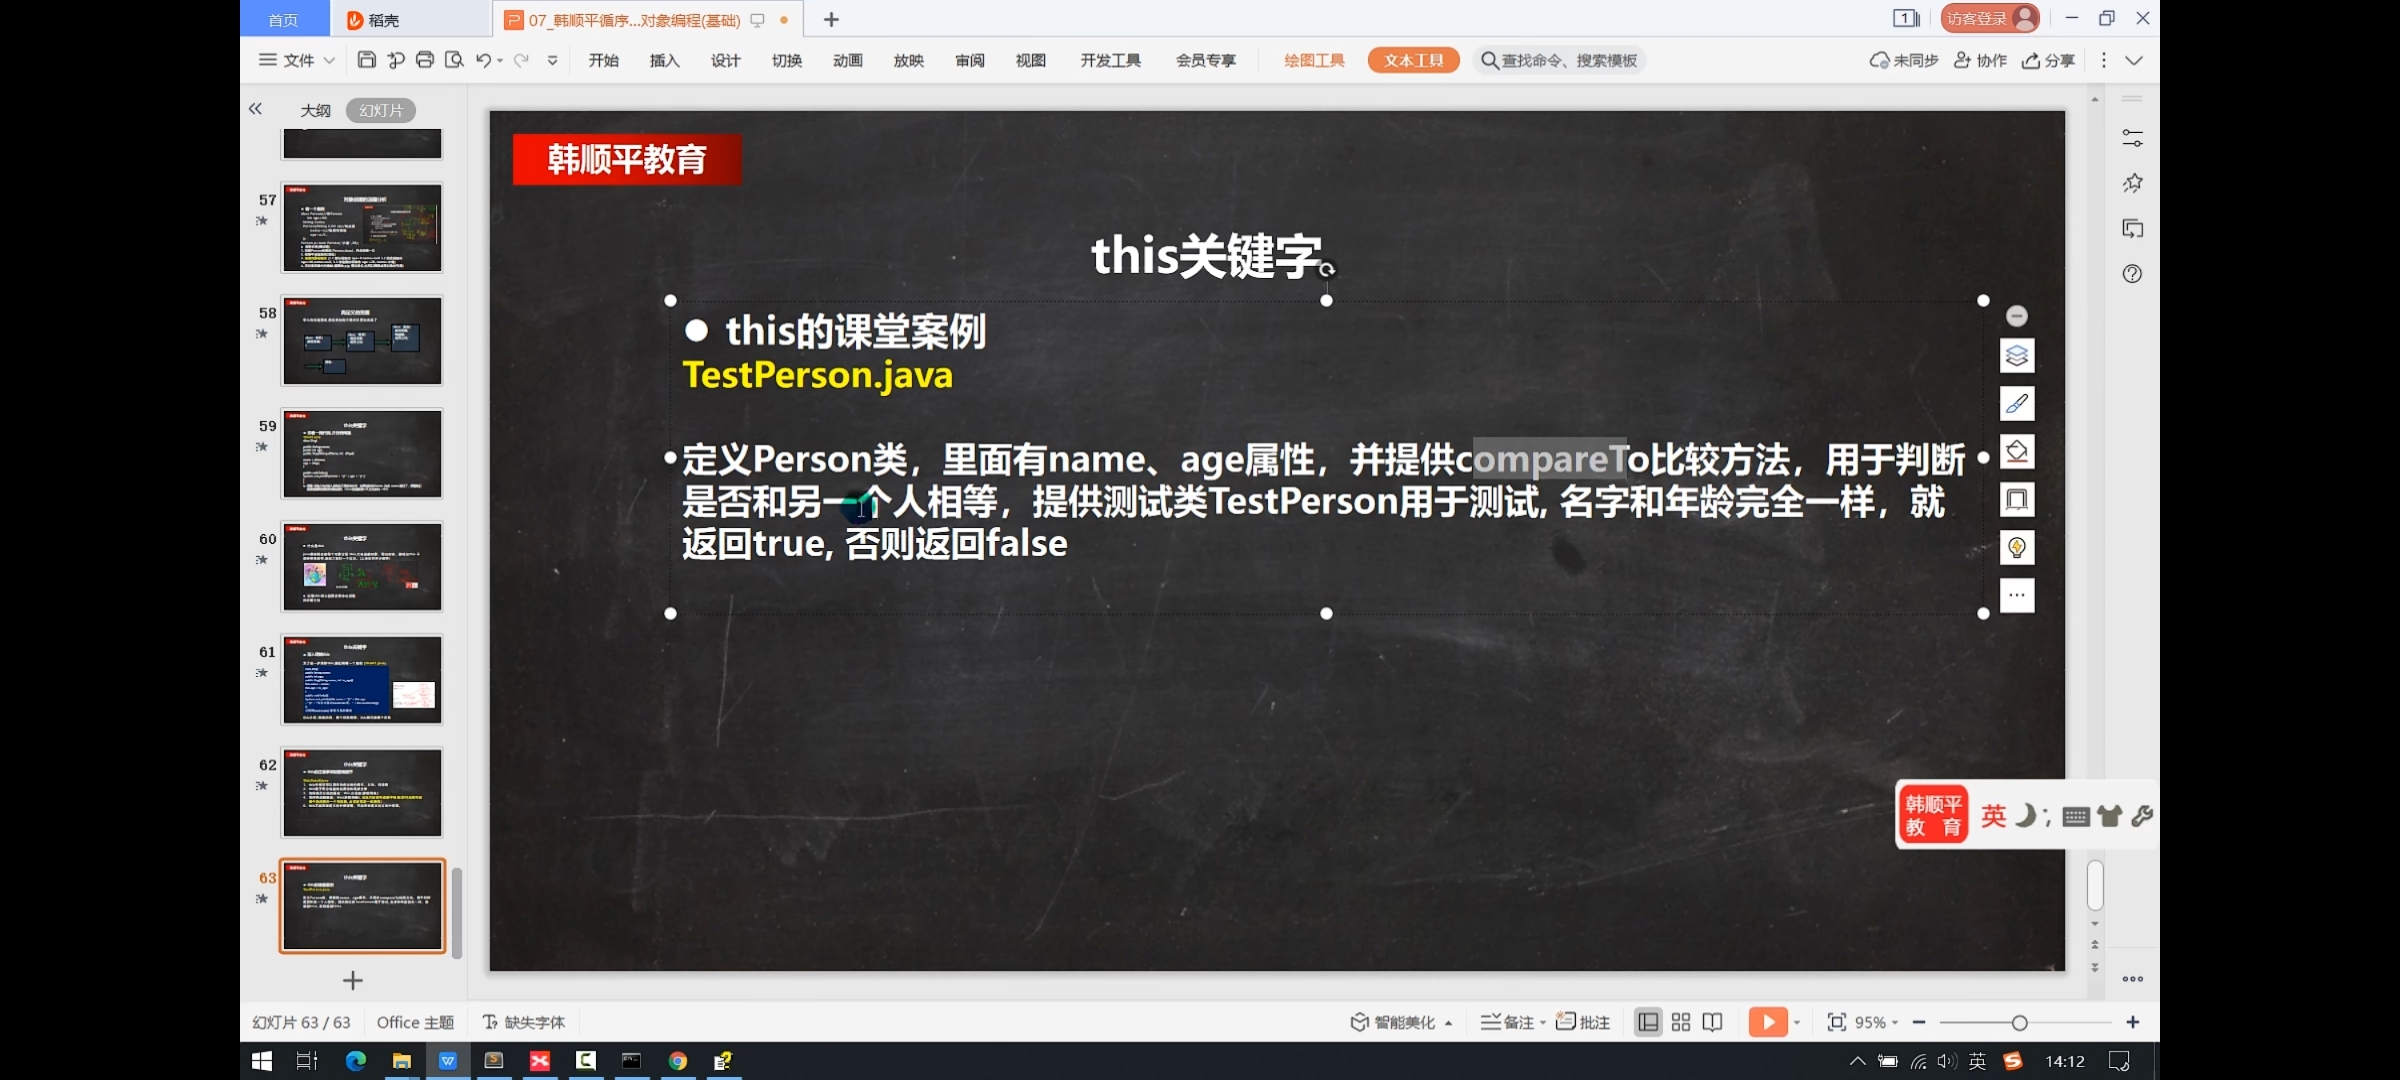 首页
稻壳
07_韩顺平循序...对象编程(基础)
访客登录
文件
开始 插入 设计 切换 动画 放映 审阅 视图 开发工具 会员专享 绘图工具 文本工具 查找命令、搜索模板
未同步 协作 分享
大纲 幻灯片
57
58
59
60
61
62
63
韩顺平教育
this关键字
this的课堂案例
TestPerson.java
定义Person类，里面有name、age属性，并提供compareTo比较方法，用于判断
是否和另一个人相等，提供测试类TestPerson用于测试, 名字和年龄完全一样，就
返回true, 否则返回false
韩顺平
教 育
英
幻灯片 63 / 63 Office 主题 缺失字体
智能美化 备注 批注 95%
英 14:12